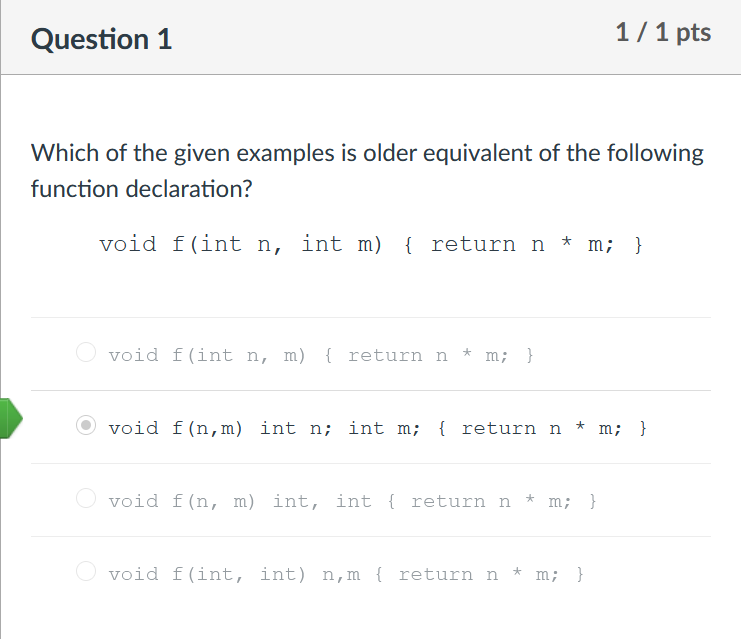 Question 1
1 / 1 pts
Which of the given examples is older equivalent of the following
function declaration?
void f(int n, int m) { return n * m; }
void f(int n, m) { return n * m; }
void f(n,m) int n; int m; { return n * m; }
void f(n, m) int, int { return n * m; }
void f(int, int) n,m { return n * m; }